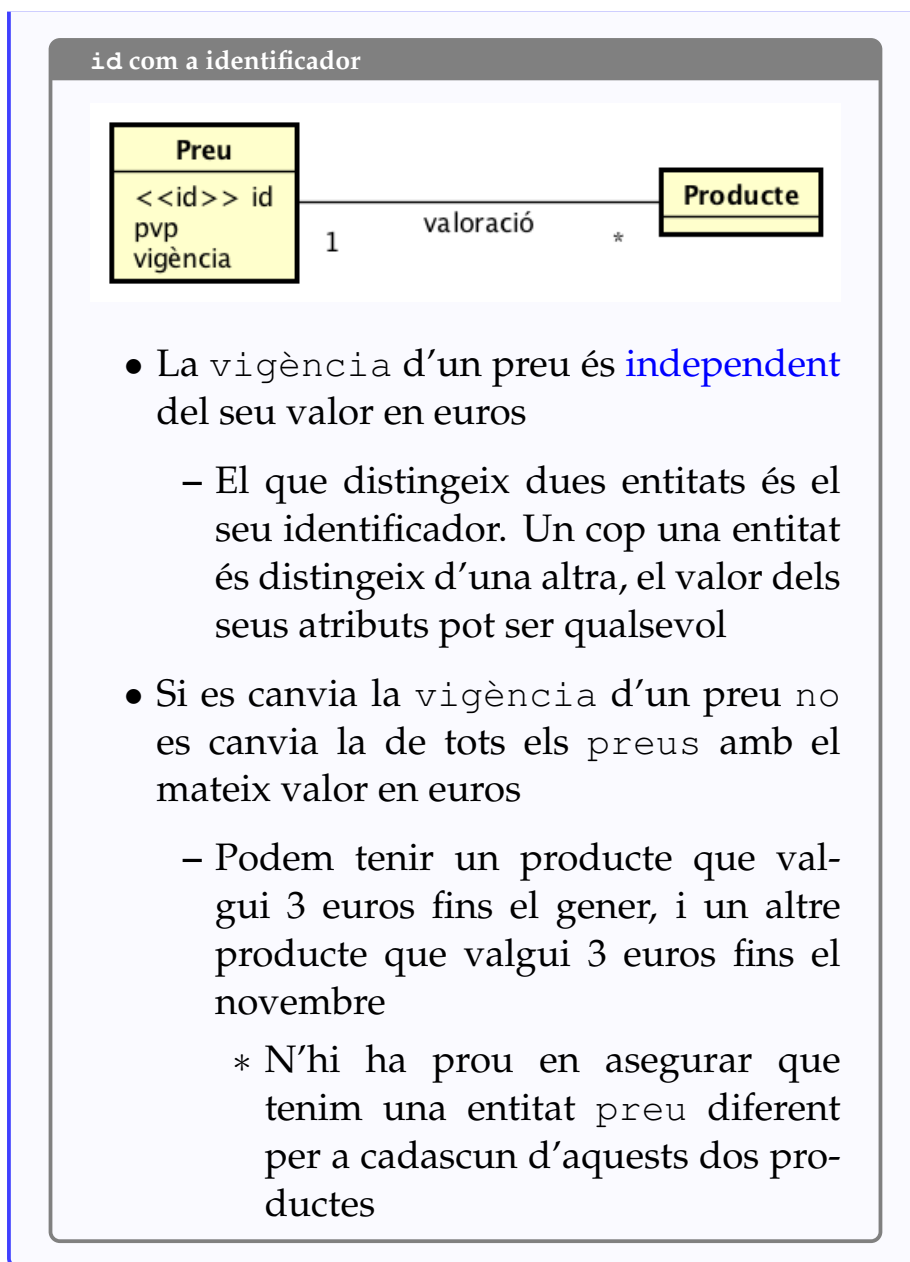 id com a identificador
Preu
<<id>> id
pvp
vigència
1
valoració
*
Producte
• La vigència d'un preu és independent
del seu valor en euros
– El que distingeix dues entitats és el
seu identificador. Un cop una entitat
és distingeix d'una altra, el valor dels
seus atributs pot ser qualsevol
• Si es canvia la vigència d'un preu no
es canvia la de tots els preus amb el
mateix valor en euros
– Podem tenir un producte que val-
gui 3 euros fins el gener, i un altre
producte que valgui 3 euros fins el
novembre
* N'hi ha prou en asegurar que
tenim una entitat preu diferent
per a cadascun d'aquests dos pro-
ductes